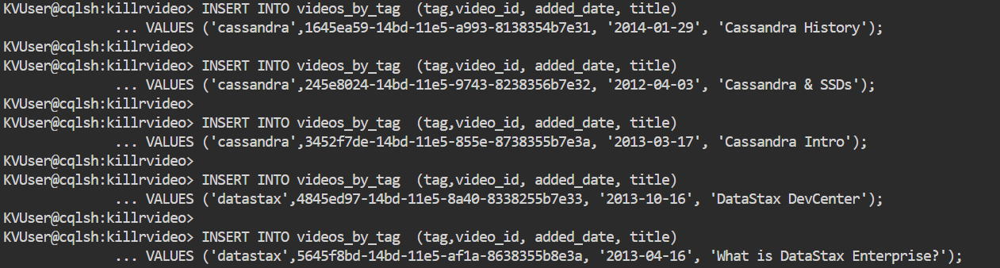 KVUser@cqlsh:killrvideo> INSERT INTO videos_by_tag  (tag,video_id, added_date, title)
              ... VALUES ('cassandra',1645ea59-14bd-11e5-a993-8138354b7e31, '2014-01-29', 'Cassandra History');
KVUser@cqlsh:killrvideo>
KVUser@cqlsh:killrvideo> INSERT INTO videos_by_tag  (tag,video_id, added_date, title)
              ... VALUES ('cassandra',245e8024-14bd-11e5-9743-8238356b7e32, '2012-04-03', 'Cassandra & SSDs');
KVUser@cqlsh:killrvideo>
KVUser@cqlsh:killrvideo> INSERT INTO videos_by_tag  (tag,video_id, added_date, title)
              ... VALUES ('cassandra',3452f7de-14bd-11e5-855e-8738355b7e3a, '2013-03-17', 'Cassandra Intro');
KVUser@cqlsh:killrvideo>
KVUser@cqlsh:killrvideo> INSERT INTO videos_by_tag  (tag,video_id, added_date, title)
              ... VALUES ('datastax',4845ed97-14bd-11e5-8a40-8338255b7e33, '2013-10-16', 'DataStax DevCenter');
KVUser@cqlsh:killrvideo>
KVUser@cqlsh:killrvideo> INSERT INTO videos_by_tag  (tag,video_id, added_date, title)
              ... VALUES ('datastax',5645f8bd-14bd-11e5-af1a-8638355b8e3a, '2013-04-16', 'What is DataStax Enterprise?');